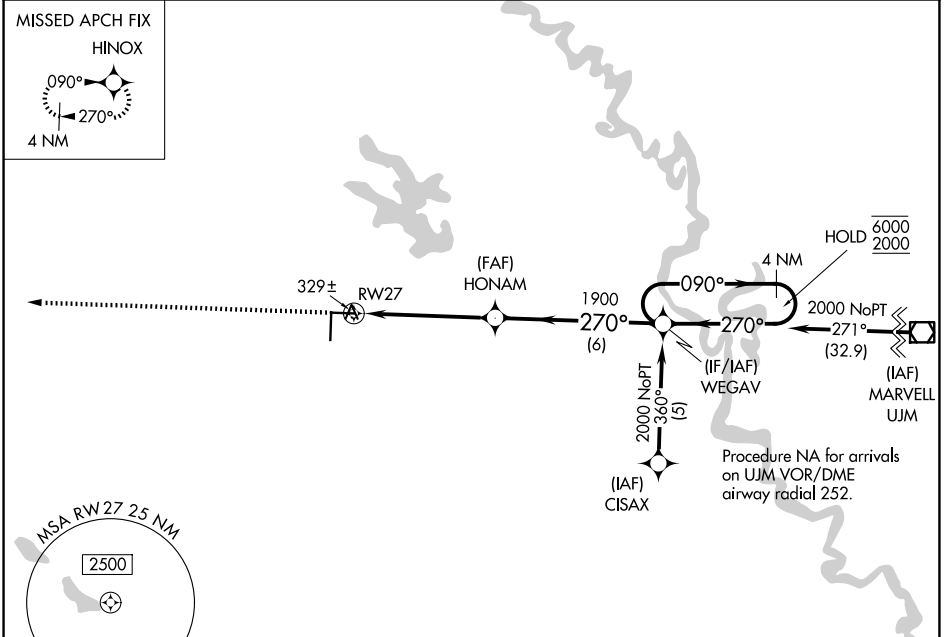 MISSED APCH FIX
HINOX
090°
270°
4 NM
HOLD 6000
2000
4 NM
(FAF)
HONAM
090°
329±
RW27
1900
270°
(6)
270°
2000 NoPT
271°
(32.9)
(IF/IAF)
WEGAV
(IAF)
MARVELL
UJM
2000 NoPT
360°
(5)
(IAF)
CISAX
Procedure NA for arrivals
on UJM VOR/DME
airway radial 252.
MSA RW27 25 NM
2500